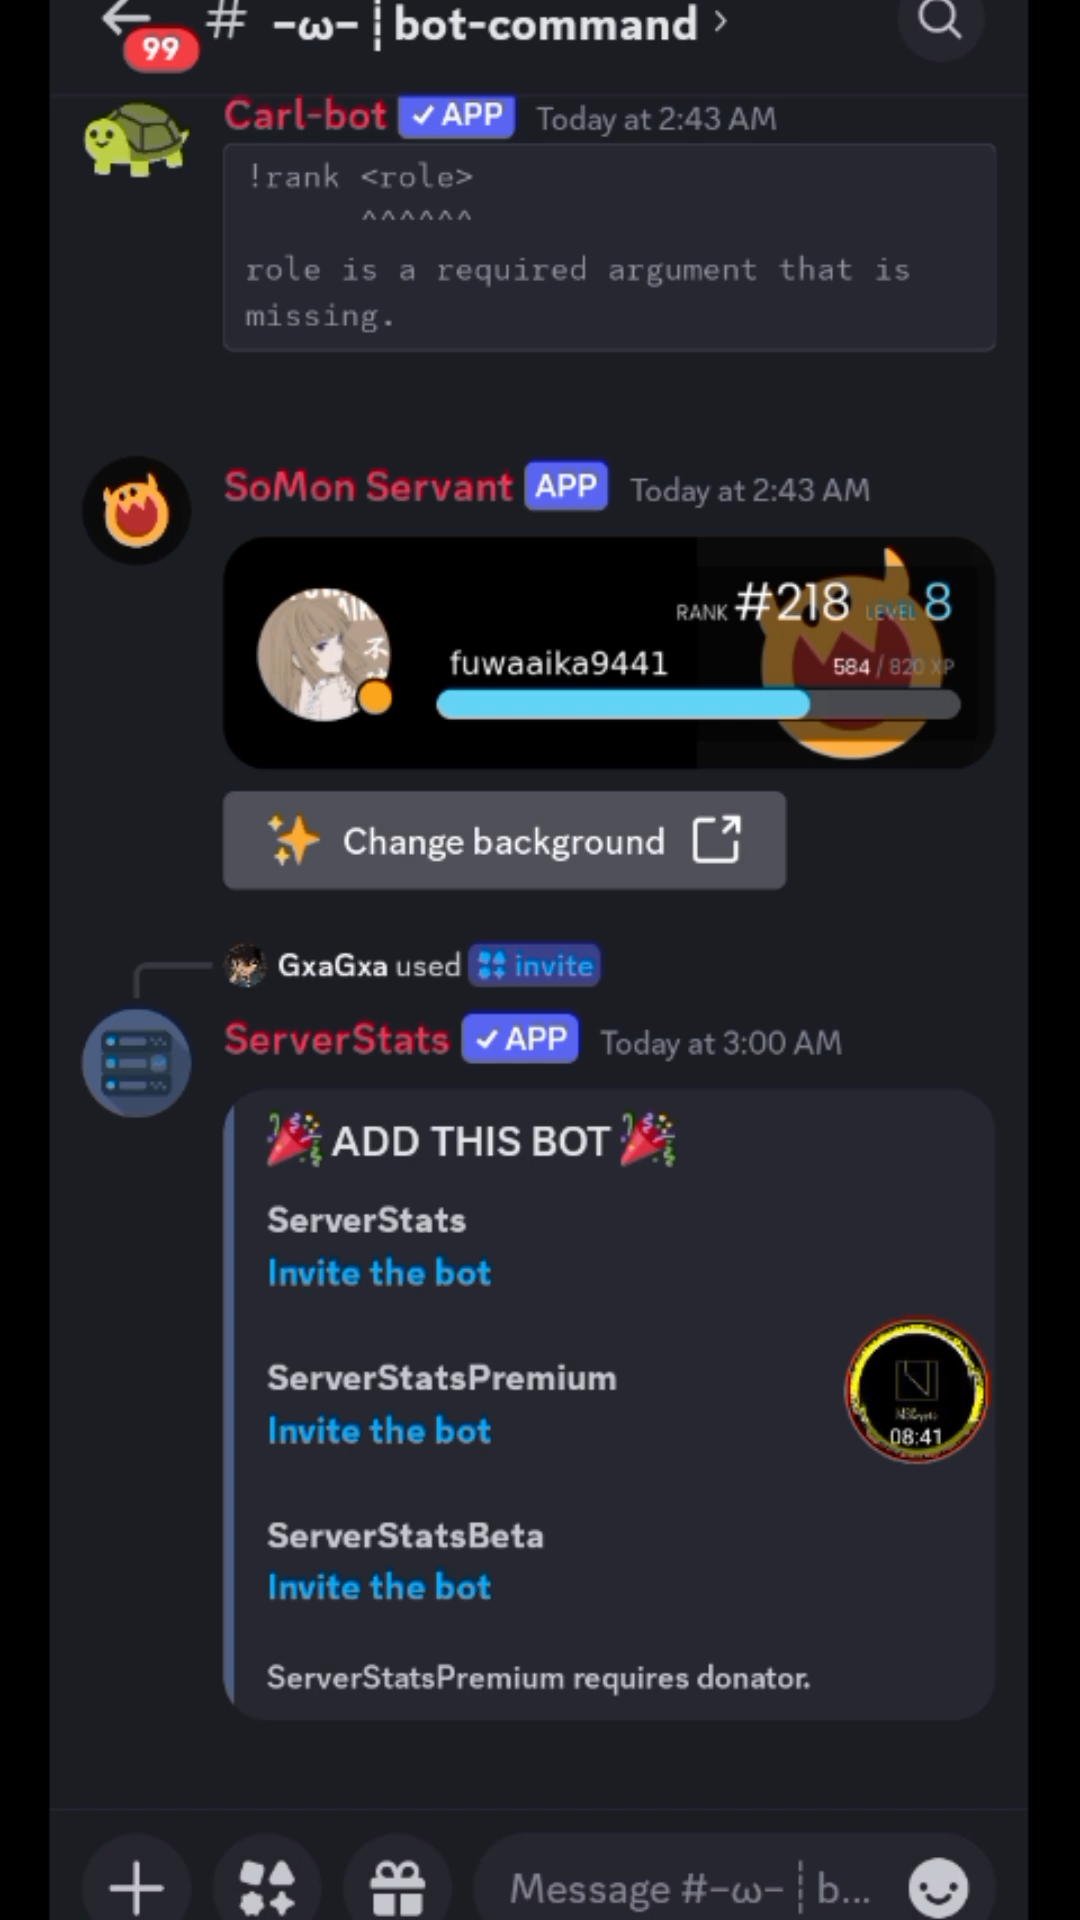 99
# -ω- ┊bot-command
Carl-bot ✓ APP Today at 2:43 AM
!rank <role>
^^^^^^
role is a required argument that is
missing.
SoMon Servant APP Today at 2:43 AM
RANK #218 LEVEL 8
fuwaaika9441 584 / 820 XP
Change background
GxaGxa used invite
ServerStats ✓ APP Today at 3:00 AM
ADD THIS BOT
ServerStats
Invite the bot
ServerStatsPremium
Invite the bot
08:41
ServerStatsBeta
Invite the bot
ServerStatsPremium requires donator.
Message #-ω- ┊b...